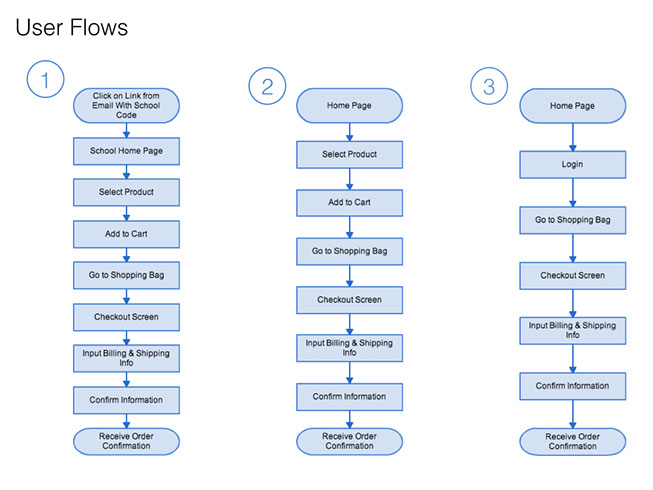 User Flows
1
Click on Link from
Email With School
Code
School Home Page
Select Product
Add to Cart
Go to Shopping Bag
Checkout Screen
Input Billing & Shipping
Info
Confirm Information
Receive Order
Confirmation
2
Home Page
Select Product
Add to Cart
Go to Shopping Bag
Checkout Screen
Input Billing & Shipping
Info
Confirm Information
Receive Order
Confirmation
3
Home Page
Login
Go to Shopping Bag
Checkout Screen
Input Billing & Shipping
Info
Confirm Information
Receive Order
Confirmation